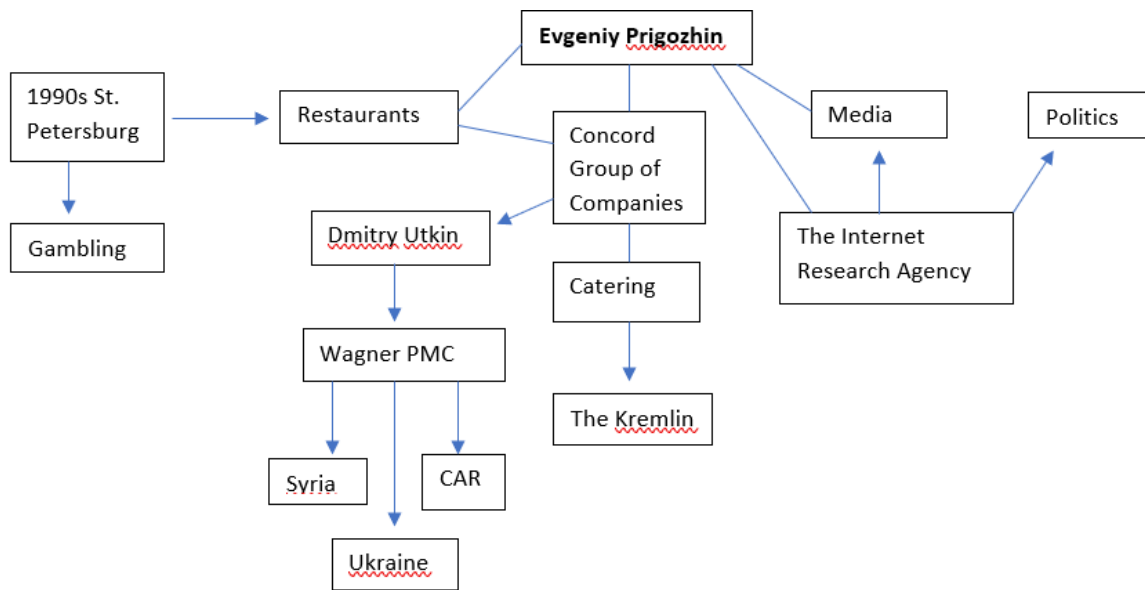 Evgeniy Prigozhin
1990s St.
Petersburg
Restaurants
Concord
Group of
Companies
Media
Politics
Gambling
Dmitry Utkin
The Internet
Research Agency
Catering
Wagner PMC
The Kremlin
Syria
CAR
Ukraine